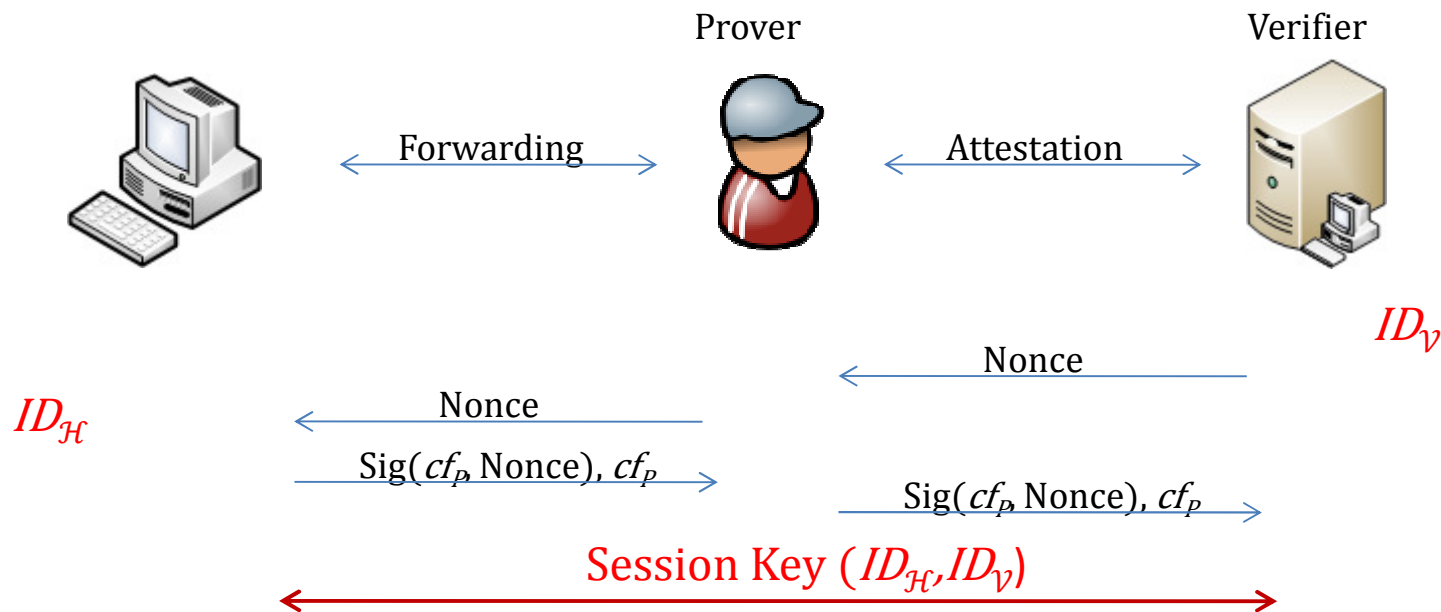 Prover
Verifier
Forwarding
Attestation
ID𝒱
Nonce
Nonce
IDℋ
Sig(cfP, Nonce), cfP
Sig(cfP, Nonce), cfP
Session Key (IDℋ,ID𝒱)